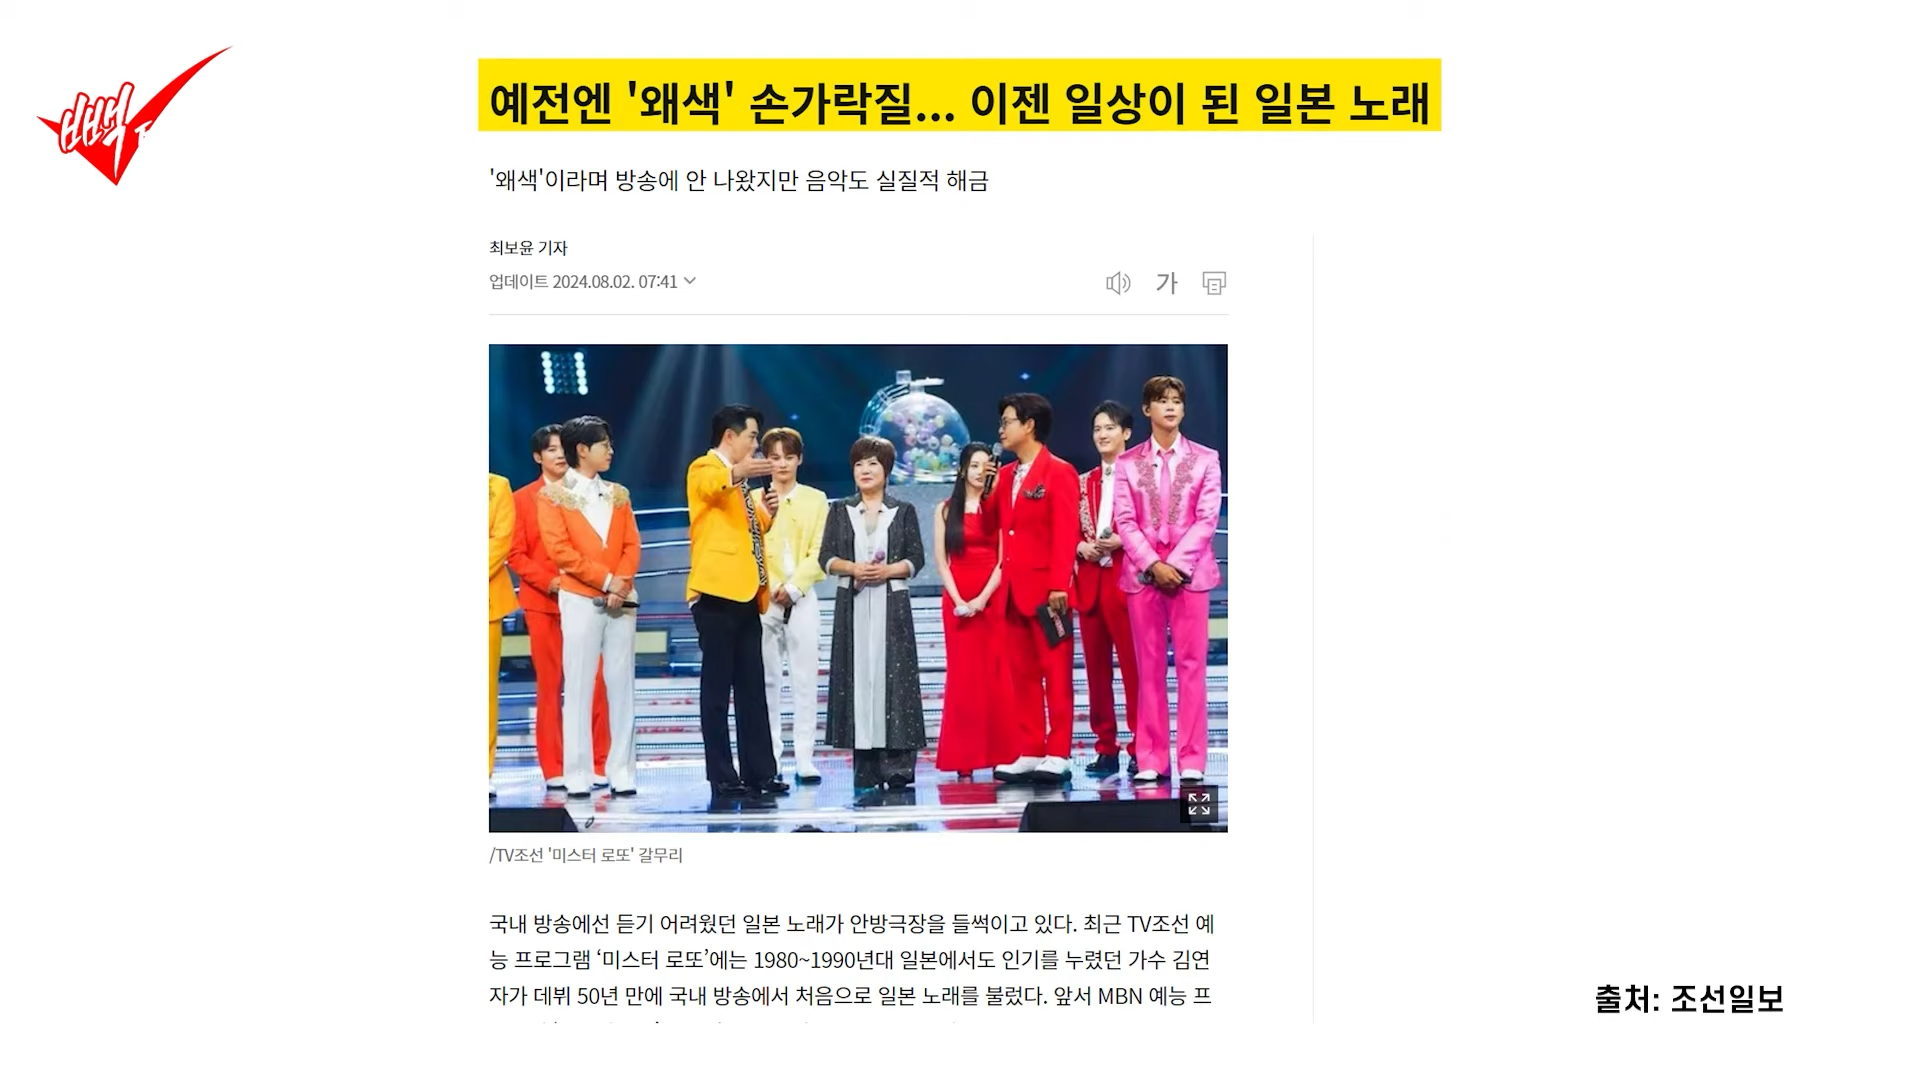 빽
예전엔 '왜색' 손가락질... 이젠 일상이 된 일본 노래
'왜색'이라며 방송에 안 나왔지만 음악도 실질적 해금
최보윤 기자
업데이트 2024.08.02. 07:41
가
/TV조선 '미스터 로또' 갈무리
국내 방송에선 듣기 어려웠던 일본 노래가 안방극장을 들썩이고 있다. 최근 TV조선 예
능 프로그램 ‘미스터 로또’에는 1980~1990년대 일본에서도 인기를 누렸던 가수 김연
자가 데뷔 50년 만에 국내 방송에서 처음으로 일본 노래를 불렀다. 앞서 MBN 예능 프
출처: 조선일보